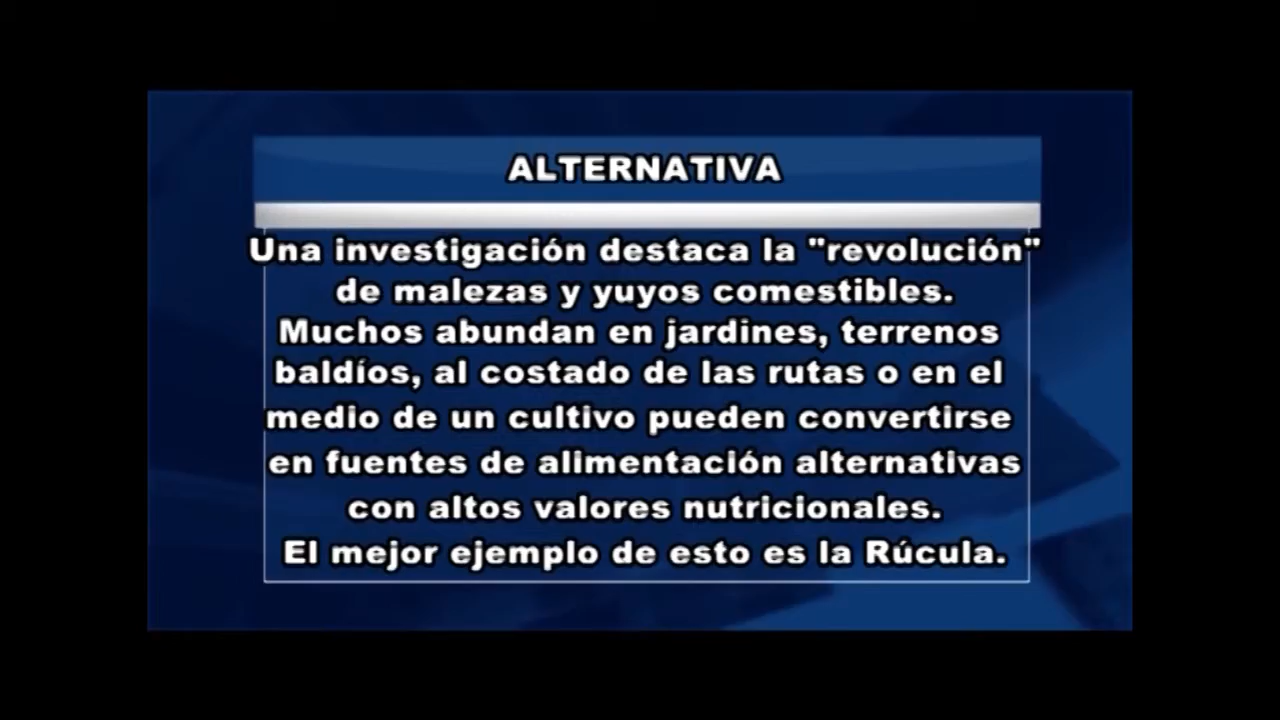 ALTERNATIVA
Una investigación destaca la "revolución"
de malezas y yuyos comestibles.
Muchos abundan en jardines, terrenos
baldíos, al costado de las rutas o en el
medio de un cultivo pueden convertirse
en fuentes de alimentación alternativas
con altos valores nutricionales.
El mejor ejemplo de esto es la Rúcula.